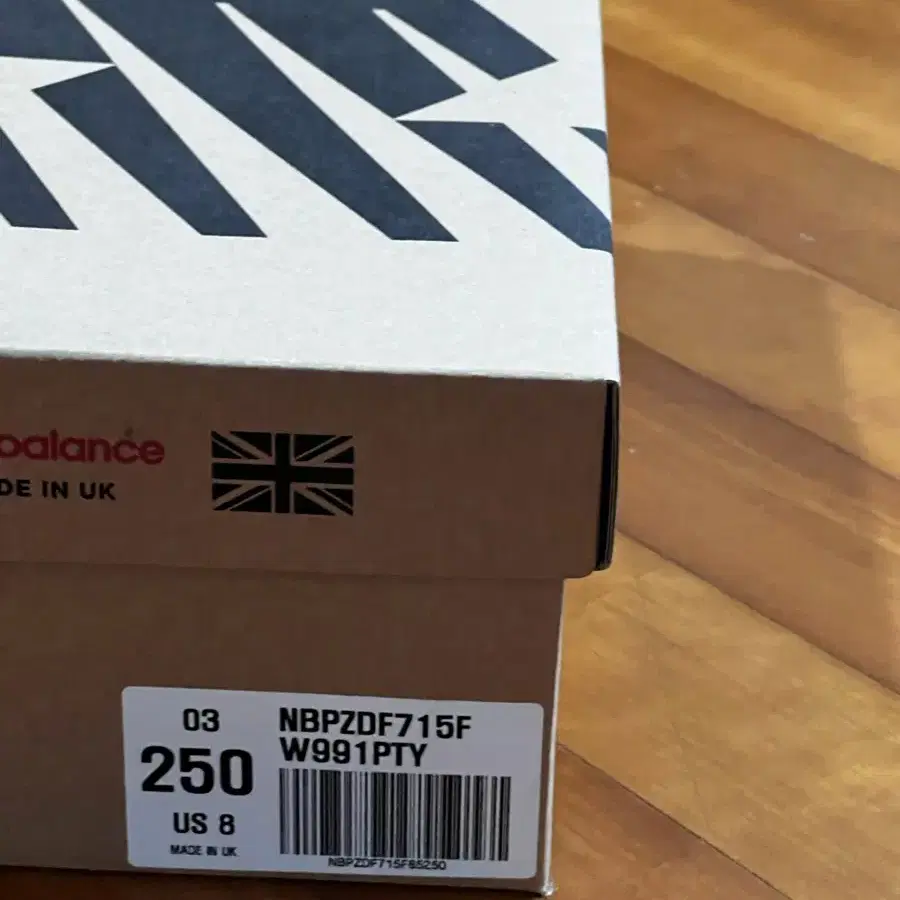 balance
DE IN UK
03
250
US 8
MADE IN UK
NBPZDF715F
W991PTY
NBPZDF715F85250